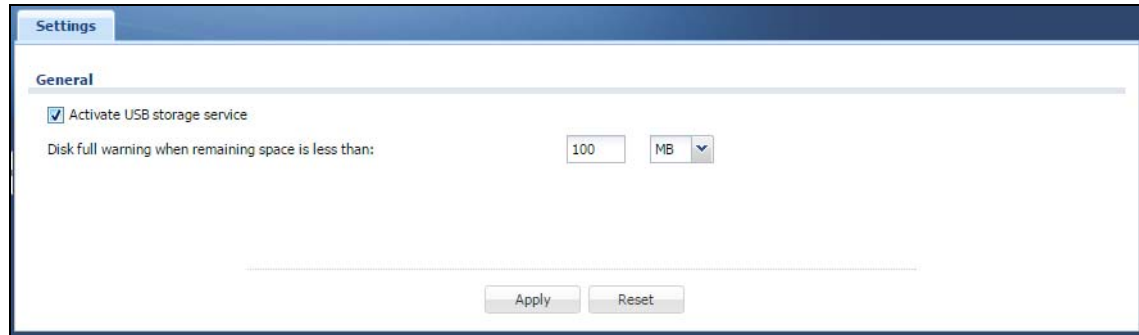 Settings
General
Activate USB storage service
Disk full warning when remaining space is less than: 100 MB
Apply Reset